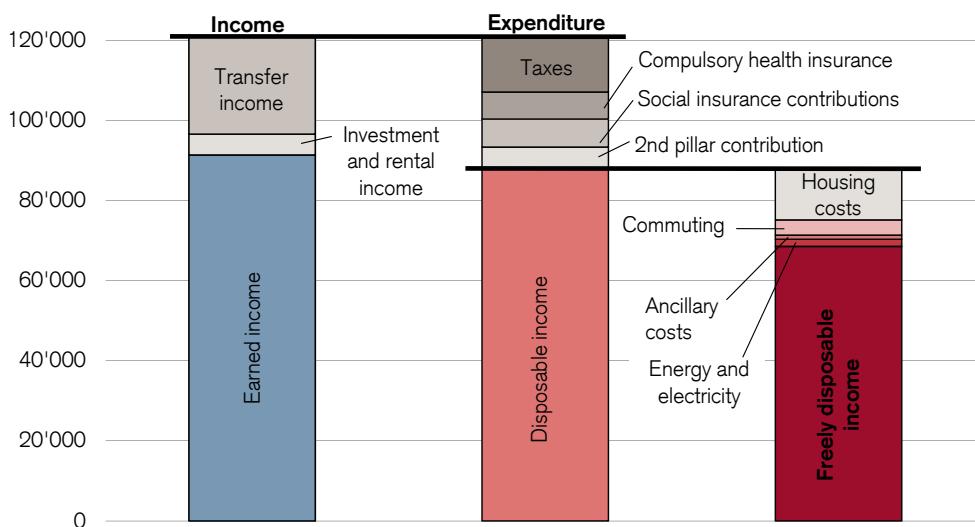 Income
Expenditure
120'000
100'000
80'000
60'000
40'000
20'000
0
Transfer
income
Investment
and rental
income
Earned income
Taxes
Compulsory health insurance
Social insurance contributions
2nd pillar contribution
Disposable income
Housing
costs
Commuting
Ancillary
costs
Energy and
electricity
Freely disposable
income